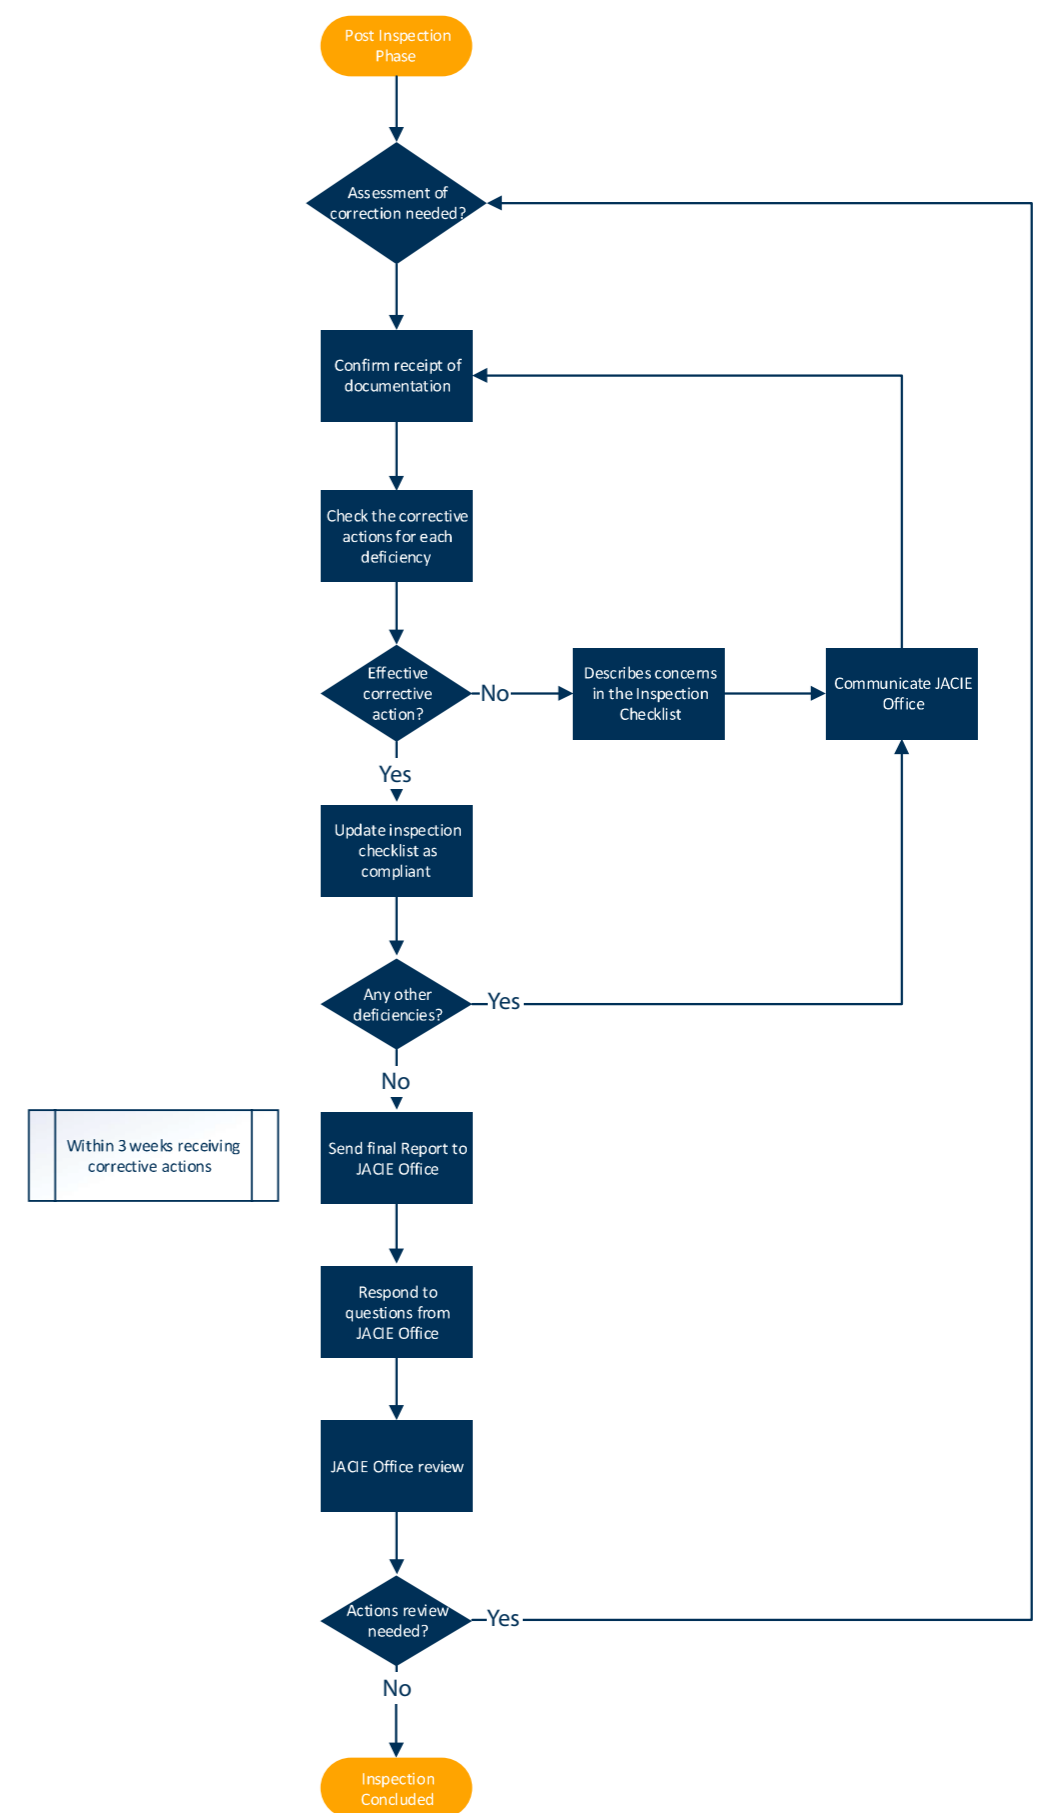 Post Inspection
Phase
Assessment of
correction needed?
Confirm receipt of
documentation
Check the corrective
actions for each
deficiency
Effective
corrective
action?
No
Describes concerns
in the Inspection
Checklist
Communicate JACIE
Office
Yes
Update inspection
checklist as
compliant
Any other
deficiencies?
Yes
No
Within 3 weeks receiving
corrective actions
Send final Report to
JACIE Office
Respond to
questions from
JACIE Office
JACIE Office review
Actions review
needed?
Yes
No
Inspection
Concluded